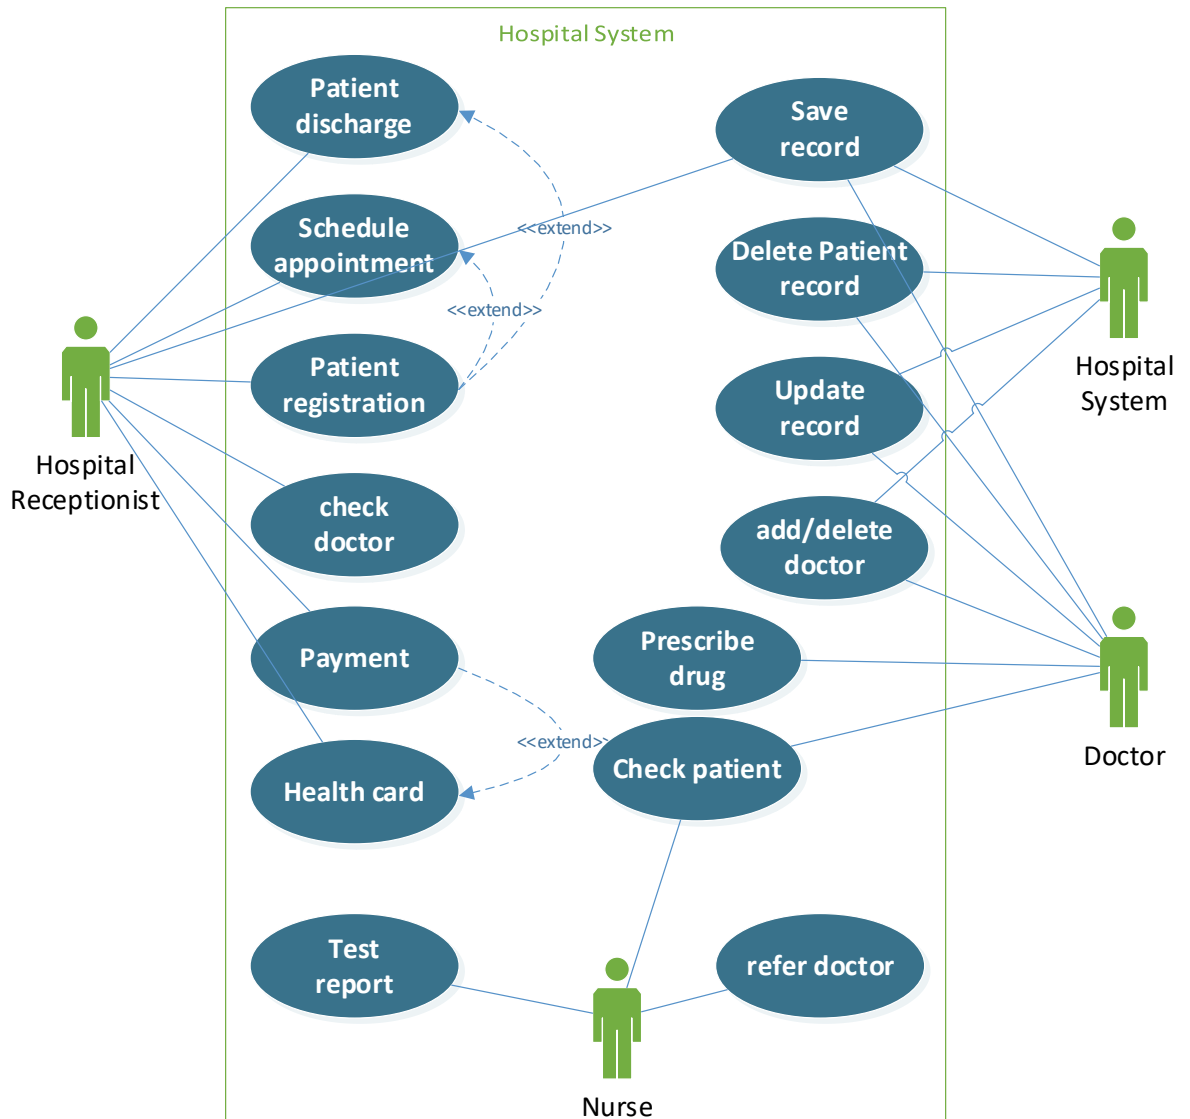 Hospital System
Patient
discharge
Save
record
Schedule
appointment
<<extend>>
Delete Patient
record
<<extend>>
Hospital
System
Patient
registration
Update
record
Hospital
Receptionist
check
doctor
add/delete
doctor
Payment
Prescribe
drug
<<extend>>
Doctor
Health card
Check patient
Test
report
refer doctor
Nurse